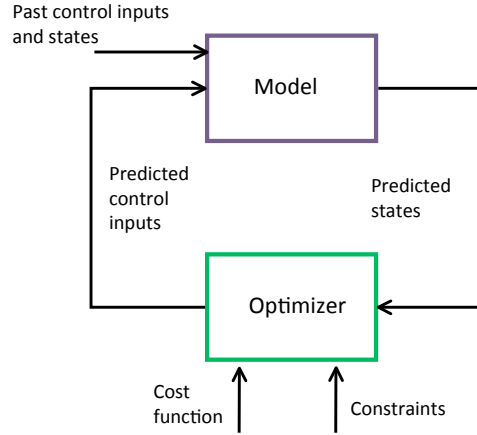 Past control inputs
and states
Model
Predicted
control
inputs
Predicted
states
Optimizer
Cost
function
Constraints